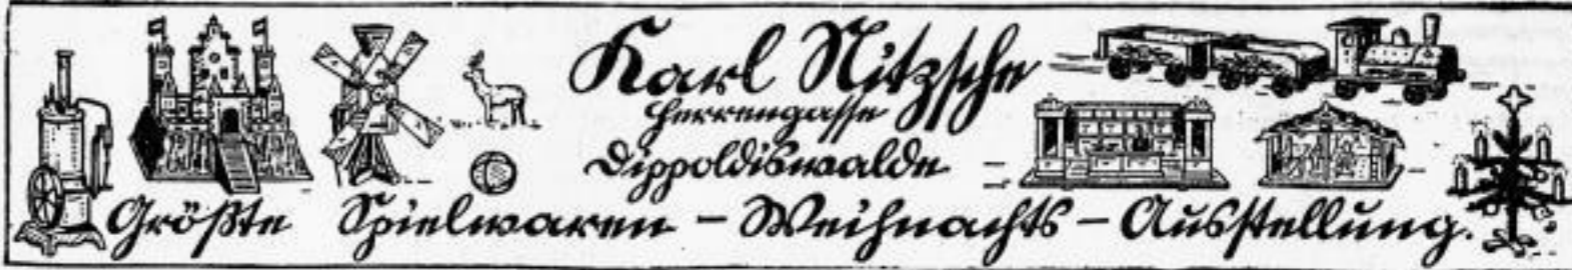 Karl Nitzsche
Herrengasse
Dippoldiswalde
Größte Spielwaren - Weihnachts - Ausstellung.